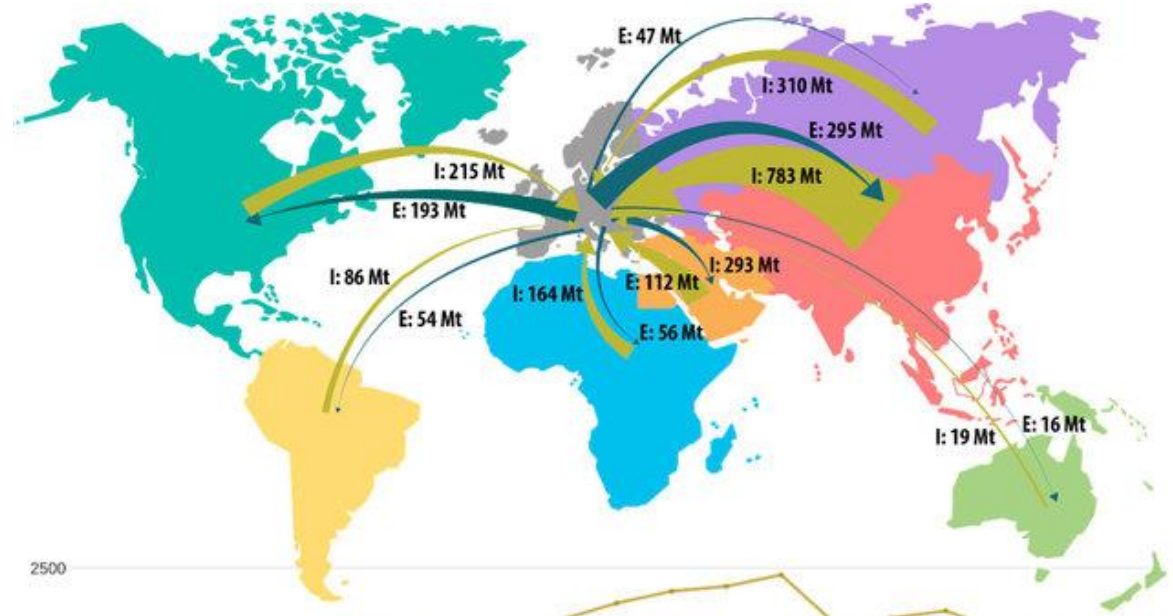 E: 47 Mt
I: 310 Mt
E: 295 Mt
I: 215 Mt
I: 783 Mt
E: 193 Mt
I: 86 Mt
I: 293 Mt
E: 112 Mt
I: 164 Mt
E: 54 Mt
E: 56 Mt
E: 16 Mt
I: 19 Mt
2500